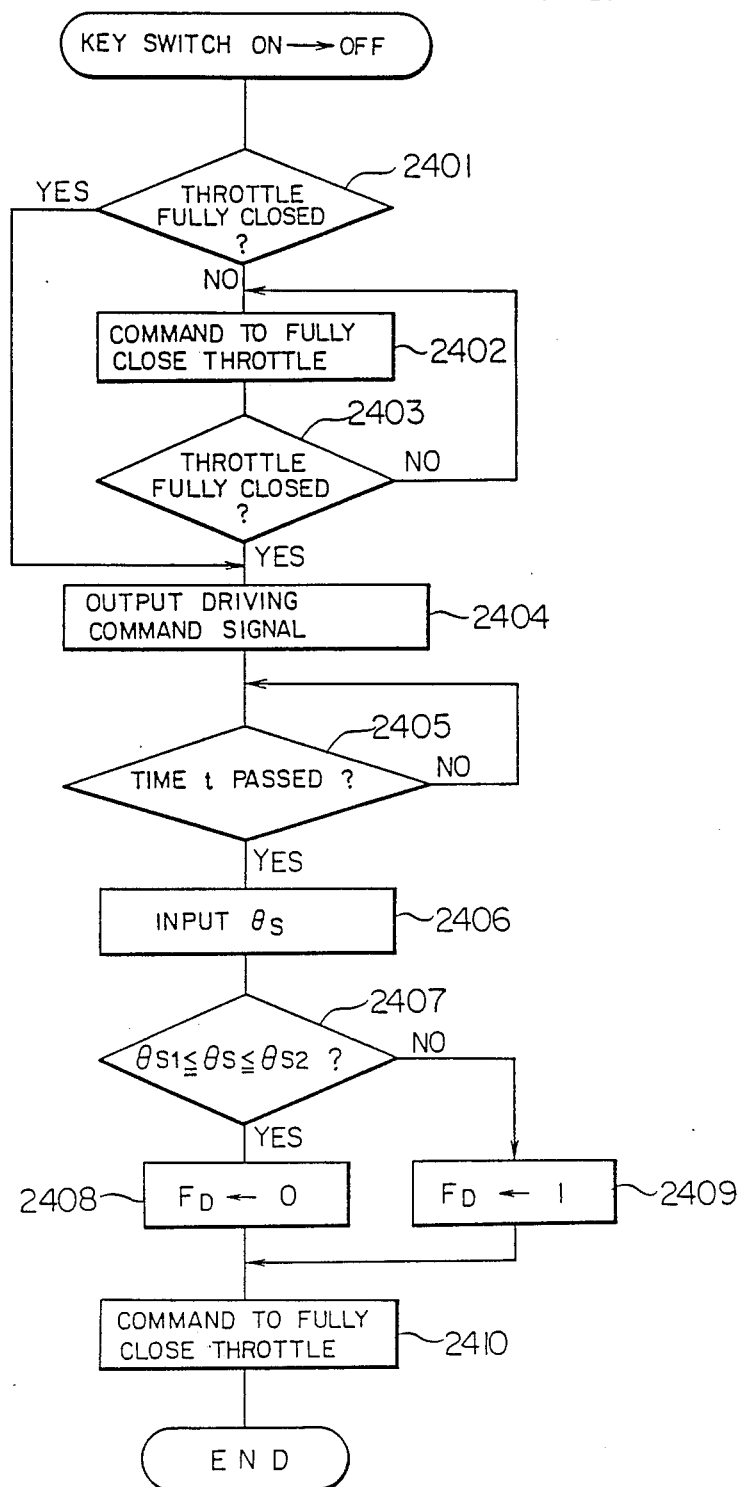 KEY SWITCH ON → OFF
2401
YES
THROTTLE
FULLY CLOSED
?
NO
COMMAND TO FULLY
CLOSE THROTTLE
2402
2403
THROTTLE
FULLY CLOSED
?
NO
YES
OUTPUT DRIVING
COMMAND SIGNAL
2404
2405
TIME t PASSED ?
NO
YES
INPUT θS
2406
2407
θS1 ≦ θS ≦ θS2 ?
NO
YES
2408
FD ← 0
FD ← 1
2409
COMMAND TO FULLY
CLOSE THROTTLE
2410
END